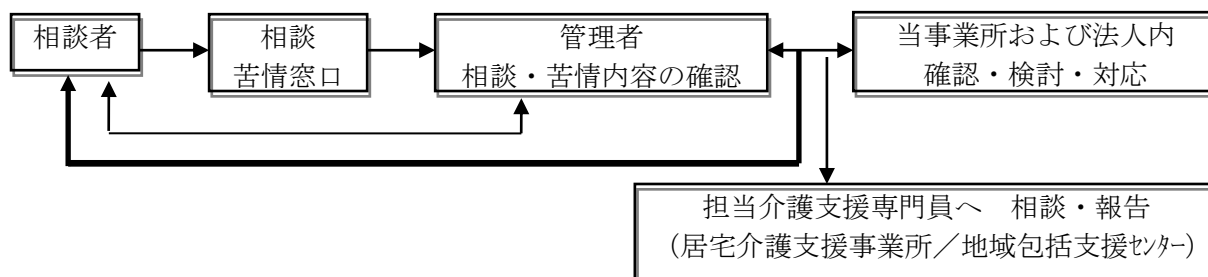 相談者
相談
苦情窓口
管理者
相談・苦情内容の確認
当事業所および法人内
確認・検討・対応
担当介護支援専門員へ　相談・報告
(居宅介護支援事業所／地域包括支援ｾﾝﾀｰ)